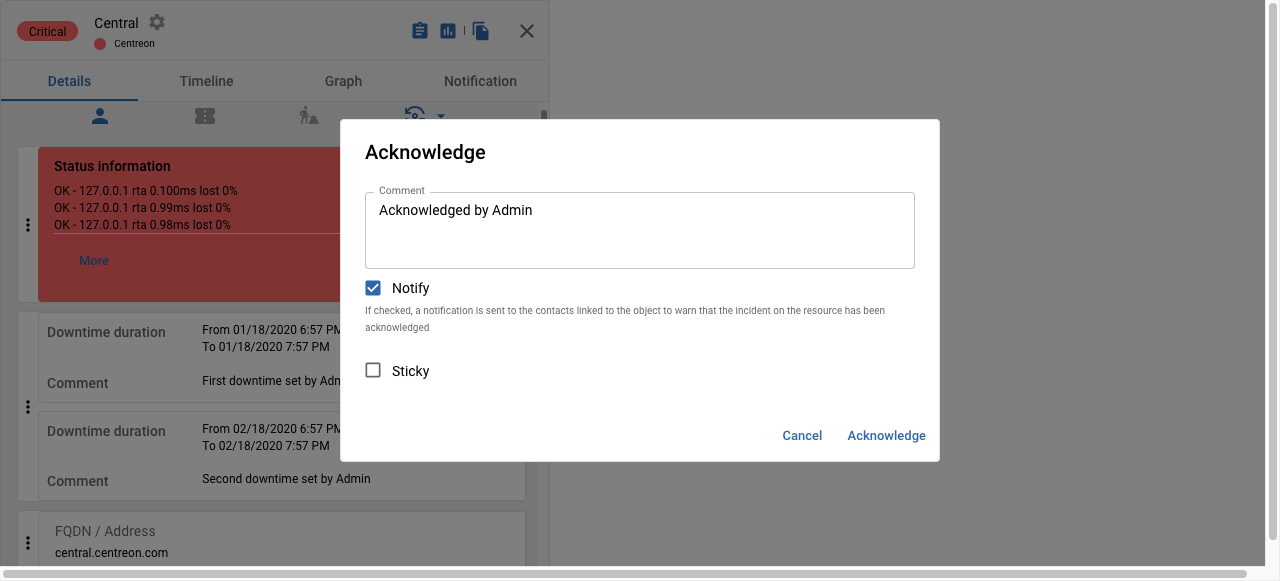 Critical
Central
Centreon
Details
Timeline
Graph
Notification
Status information
OK - 127.0.0.1 rta 0.100ms lost 0%
OK - 127.0.0.1 rta 0.99ms lost 0%
OK - 127.0.0.1 rta 0.98ms lost 0%
More
Downtime duration
From 01/18/2020 6:57 PM
To 01/18/2020 7:57 PM
Comment
First downtime set by
Downtime duration
From 02/18/2020 6:57 PM
To 02/18/2020 7:57 PM
Comment
Second downtime set by Admin
FQDN / Address
central.centreon.com
Acknowledge
Comment
Acknowledged by Admin
Notify
If checked, a notification is sent to the contacts linked to the object to warn that the incident on the resource has been
acknowledged
Sticky
Cancel
Acknowledge